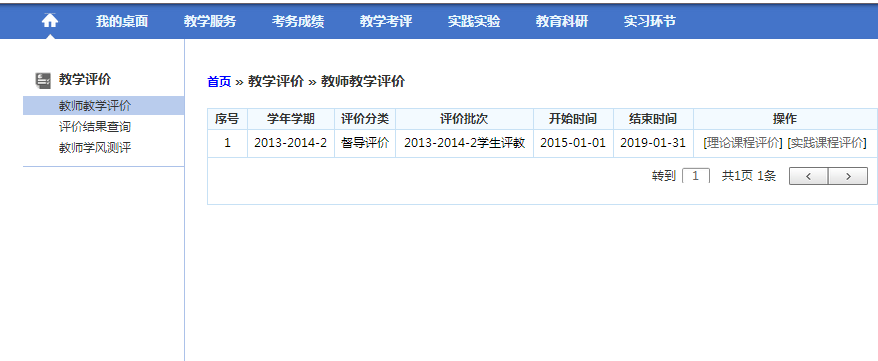 我的桌面 教学服务 考务成绩 教学考评 实践实验 教育科研 实习环节
教学评价
教师教学评价
评价结果查询
教师学风测评
首页 » 教学评价 » 教师教学评价
序号 学年学期 评价分类 评价批次 开始时间 结束时间 操作
1 2013-2014-2 督导评价 2013-2014-2学生评教 2015-01-01 2019-01-31 [理论课程评价] [实践课程评价]
转到 1 共1页 1条 < >